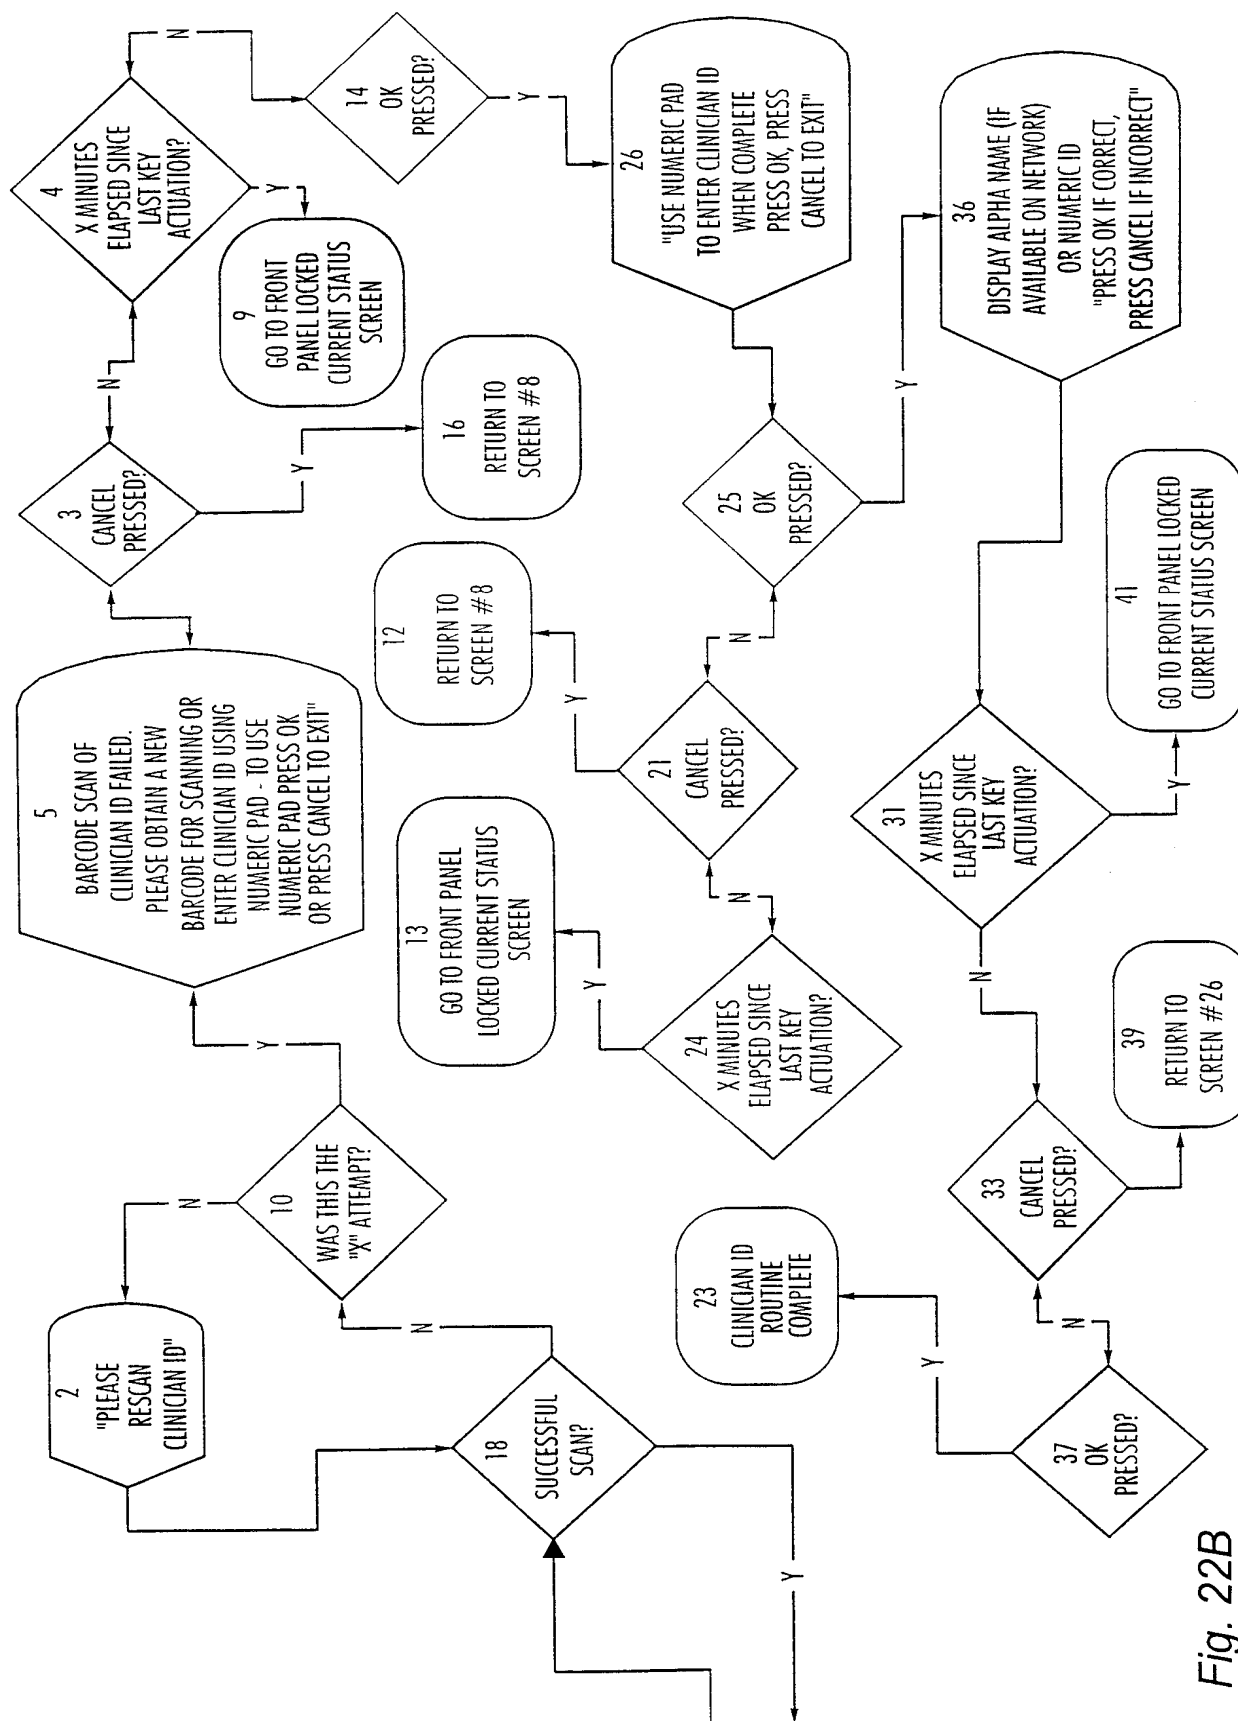 2
"PLEASE
RESCAN
CLINICIAN ID"
N
10
WAS THIS THE
"X" ATTEMPT?
Y
5
BARCODE SCAN OF
CLINICIAN ID FAILED.
PLEASE OBTAIN A NEW
BARCODE FOR SCANNING OR
ENTER CLINICIAN ID USING
NUMERIC PAD - TO USE
NUMERIC PAD PRESS OK
OR PRESS CANCEL TO EXIT"
3
CANCEL
PRESSED?
N
Y
4
X MINUTES
ELAPSED SINCE
LAST KEY
ACTUATION?
N
Y
9
GO TO FRONT
PANEL LOCKED
CURRENT STATUS
SCREEN
16
RETURN TO
SCREEN #8
14
OK
PRESSED?
Y
18
SUCCESSFUL
SCAN?
N
Y
13
GO TO FRONT PANEL
LOCKED CURRENT STATUS
SCREEN
Y
12
RETURN TO
SCREEN #8
Y
24
X MINUTES
ELAPSED SINCE
LAST KEY
ACTUATION?
N
21
CANCEL
PRESSED?
N
25
OK
PRESSED?
Y
26
"USE NUMERIC PAD
TO ENTER CLINICIAN ID
WHEN COMPLETE
PRESS OK, PRESS
CANCEL TO EXIT"
23
CLINICIAN ID
ROUTINE
COMPLETE
Y
37
OK
PRESSED?
N
33
CANCEL
PRESSED?
N
31
X MINUTES
ELAPSED SINCE
LAST KEY
ACTUATION?
Y
36
DISPLAY ALPHA NAME (IF
AVAILABLE ON NETWORK)
OR NUMERIC ID
"PRESS OK IF CORRECT,
PRESS CANCEL IF INCORRECT"
39
RETURN TO
SCREEN #26
41
GO TO FRONT PANEL LOCKED
CURRENT STATUS SCREEN
Fig. 22B